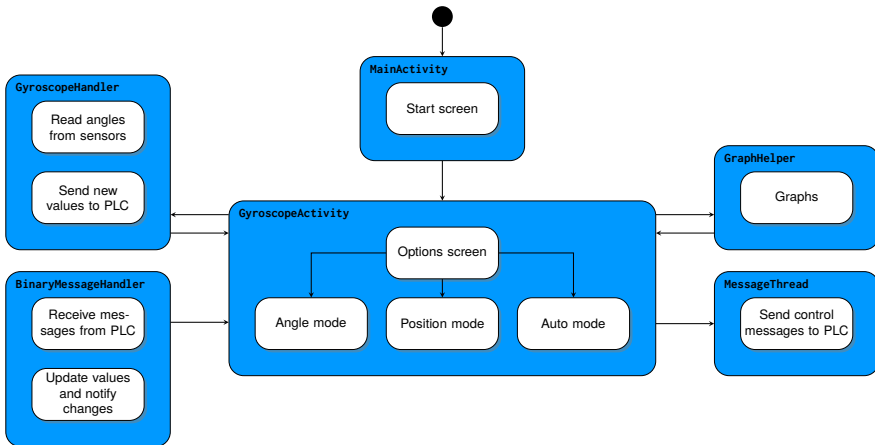 MainActivity
Start screen
GyroscopeHandler
Read angles
from sensors
Send new
values to PLC
GraphHelper
Graphs
GyroscopeActivity
Options screen
Angle mode
Position mode
Auto mode
BinaryMessageHandler
Receive mes-
sages from PLC
Update values
and notify
changes
MessageThread
Send control
messages to PLC